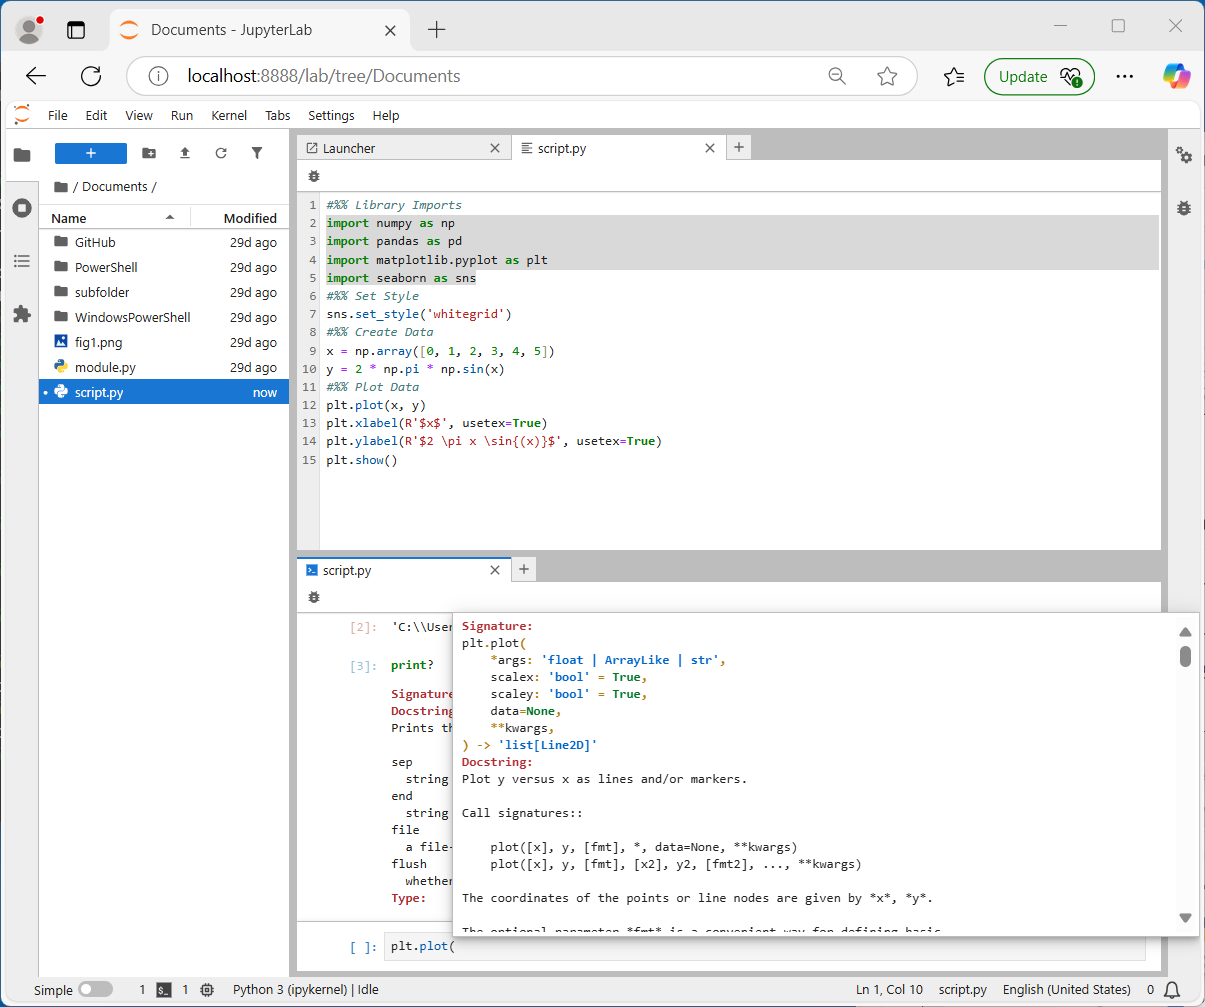 Documents - JupyterLab
localhost:8888/lab/tree/Documents
Update
File Edit View Run Kernel Tabs Settings Help
+
/ Documents /
Name Modified
GitHub 29d ago
PowerShell 29d ago
subfolder 29d ago
WindowsPowerShell 29d ago
fig1.png 29d ago
module.py 29d ago
script.py now
Launcher
script.py
1 #%% Library Imports
2 import numpy as np
3 import pandas as pd
4 import matplotlib.pyplot as plt
5 import seaborn as sns
6 #%% Set Style
7 sns.set_style('whitegrid')
8 #%% Create Data
9 x = np.array([0, 1, 2, 3, 4, 5])
10 y = 2 * np.pi * np.sin(x)
11 #%% Plot Data
12 plt.plot(x, y)
13 plt.xlabel(R'$x$', usetex=True)
14 plt.ylabel(R'$2 \pi x \sin{(x)}$', usetex=True)
15 plt.show()
script.py
[2]: 'C:\\User
[3]: print?
Signature
Docstring
Prints th
sep
string
end
string
file
a file-
flush
whether
Type:
Signature:
plt.plot(
*args: 'float | ArrayLike | str',
scalex: 'bool' = True,
scaley: 'bool' = True,
data=None,
**kwargs,
) -> 'list[Line2D]'
Docstring:
Plot y versus x as lines and/or markers.
Call signatures::
plot([x], y, [fmt], *, data=None, **kwargs)
plot([x], y, [fmt], [x2], y2, [fmt2], ..., **kwargs)
The coordinates of the points or line nodes are given by *x*, *y*.
The optional parameter *fmt* is a convenient way for defining basic
[ ]: plt.plot(
Simple 1 1 Python 3 (ipykernel) | Idle Ln 1, Col 10 script.py English (United States) 0